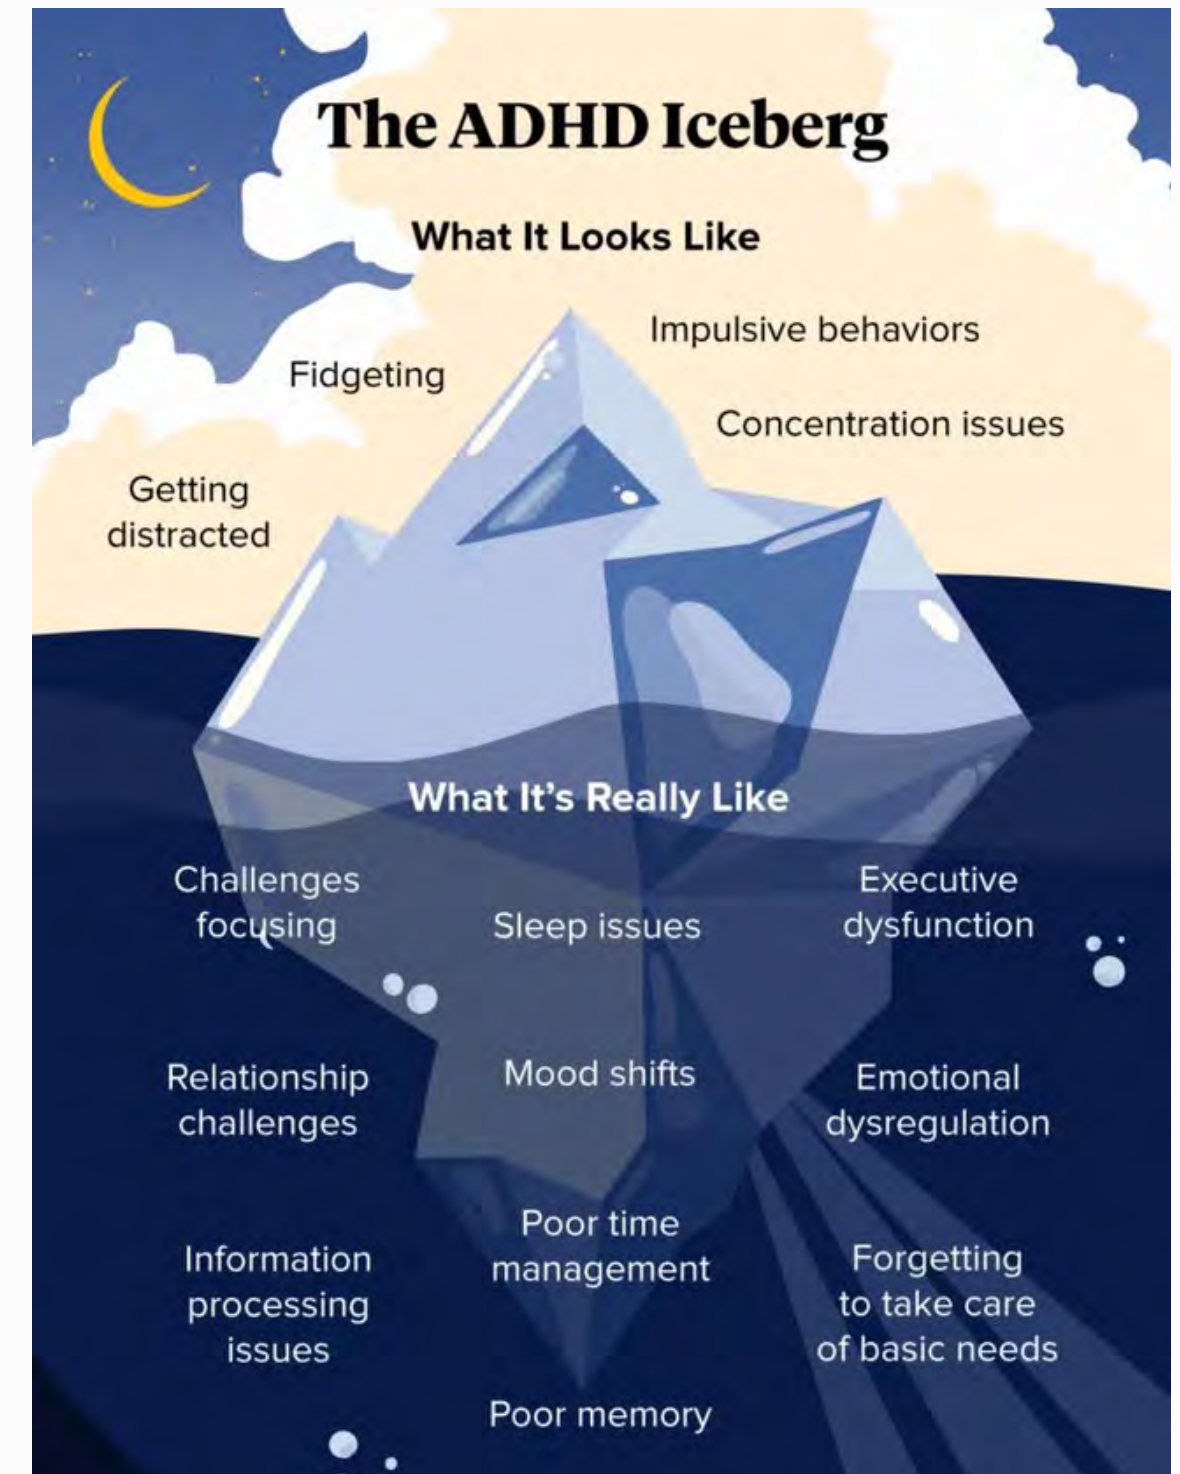 The ADHD Iceberg
What It Looks Like
Impulsive behaviors
Fidgeting
Concentration issues
Getting
distracted
What It's Really Like
Challenges
focusing
Sleep issues
Executive
dysfunction
Relationship
challenges
Mood shifts
Emotional
dysregulation
Information
processing
issues
Poor time
management
Forgetting
to take care
of basic needs
Poor memory